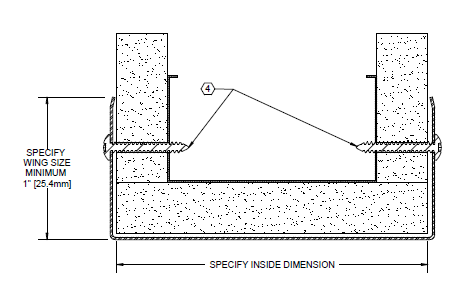 4
SPECIFY
WING SIZE
MINIMUM
1" [25.4mm]
SPECIFY INSIDE DIMENSION